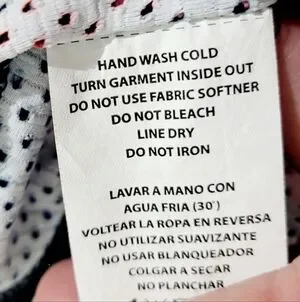 HAND WASH COLD
TURN GARMENT INSIDE OUT
DO NOT USE FABRIC SOFTNER
DO NOT BLEACH
LINE DRY
DO NOT IRON
LAVAR A MANO CON
AGUA FRIA (30°)
VOLTEAR LA ROPA EN REVERSA
NO UTILIZAR SUAVIZANTE
NO USAR BLANQUEADOR
COLGAR A SECAR
NO PLANCHAR